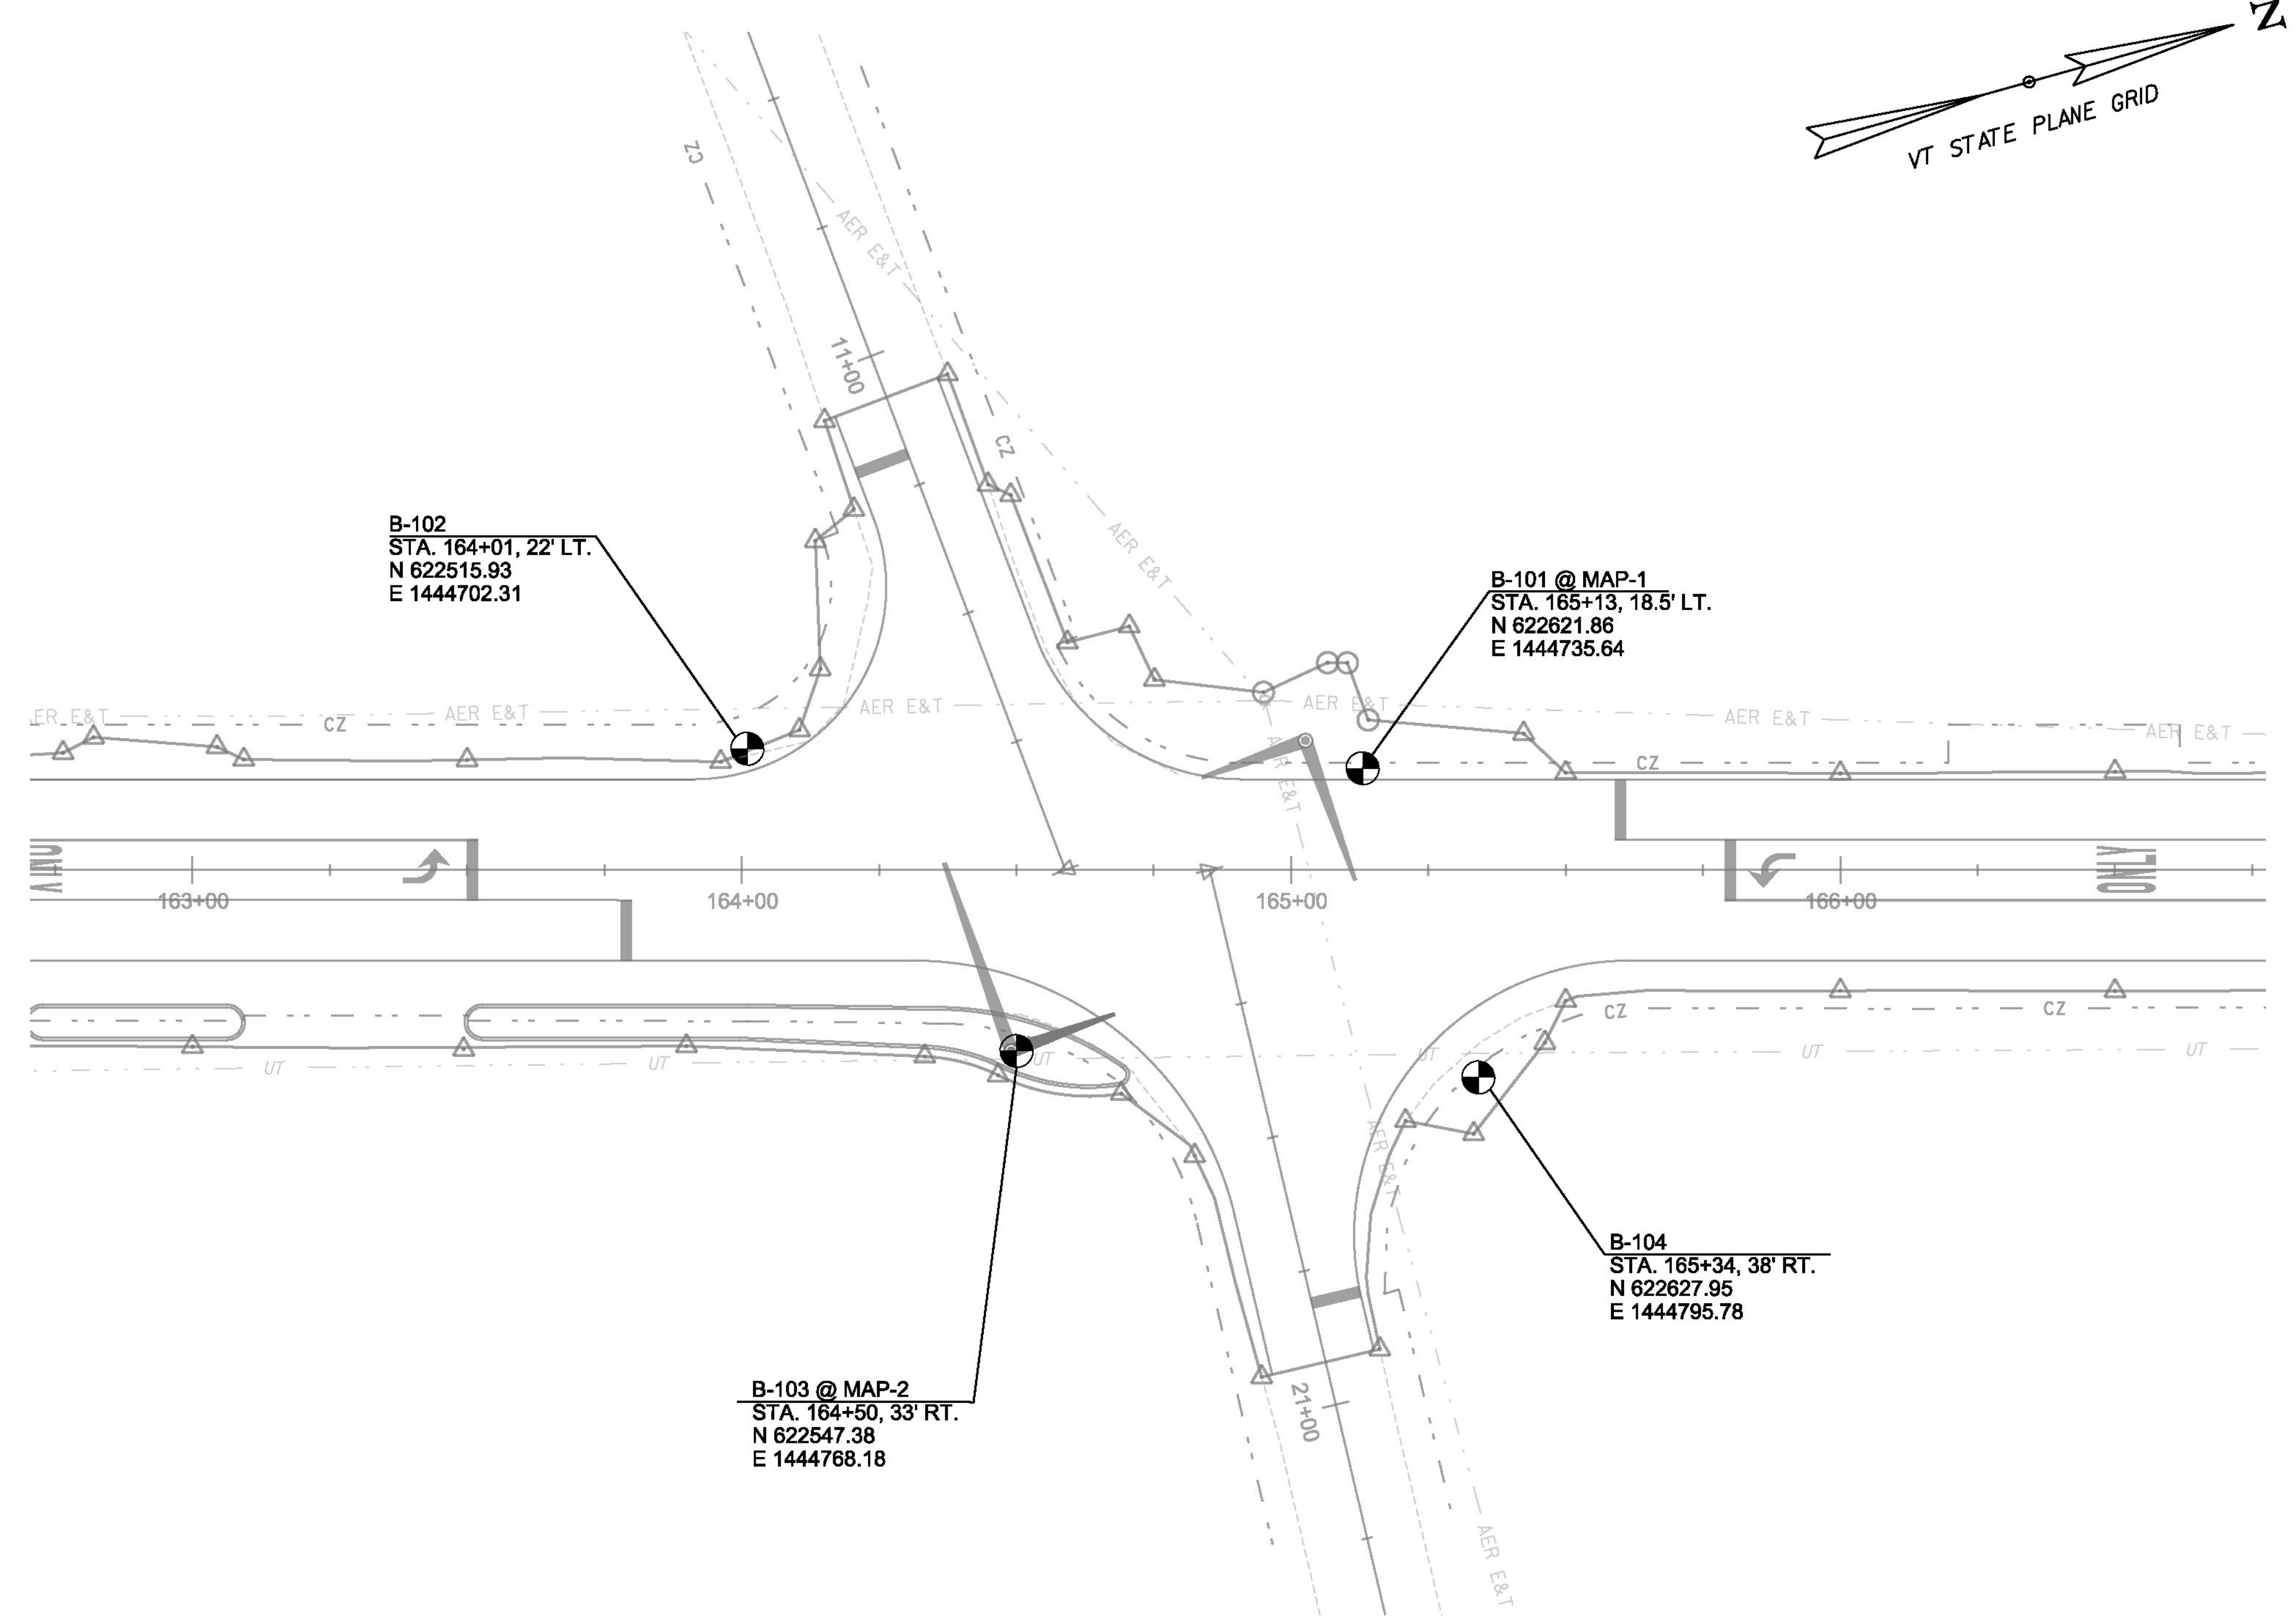 N
VT STATE PLANE GRID
CZ
AER E&T
11+00
CZ
AER E&T
B-102
STA. 164+01, 22' LT.
N 622515.93
E 1444702.31
B-101 @ MAP-1
STA. 165+13, 18.5' LT.
N 622621.86
E 1444735.64
ER E&T
CZ
AER E&T
AER E&T
AER E&T
AER E&T
AER E&T
AER E&T
CZ
ONLY
163+00
164+00
165+00
166+00
CZ
CZ
UT
UT
UT
UT
UT
UT
AER E&T
B-104
STA. 165+34, 38' RT.
N 622627.95
E 1444795.78
B-103 @ MAP-2
STA. 164+50, 33' RT.
N 622547.38
E 1444768.18
21+00
AER E&T